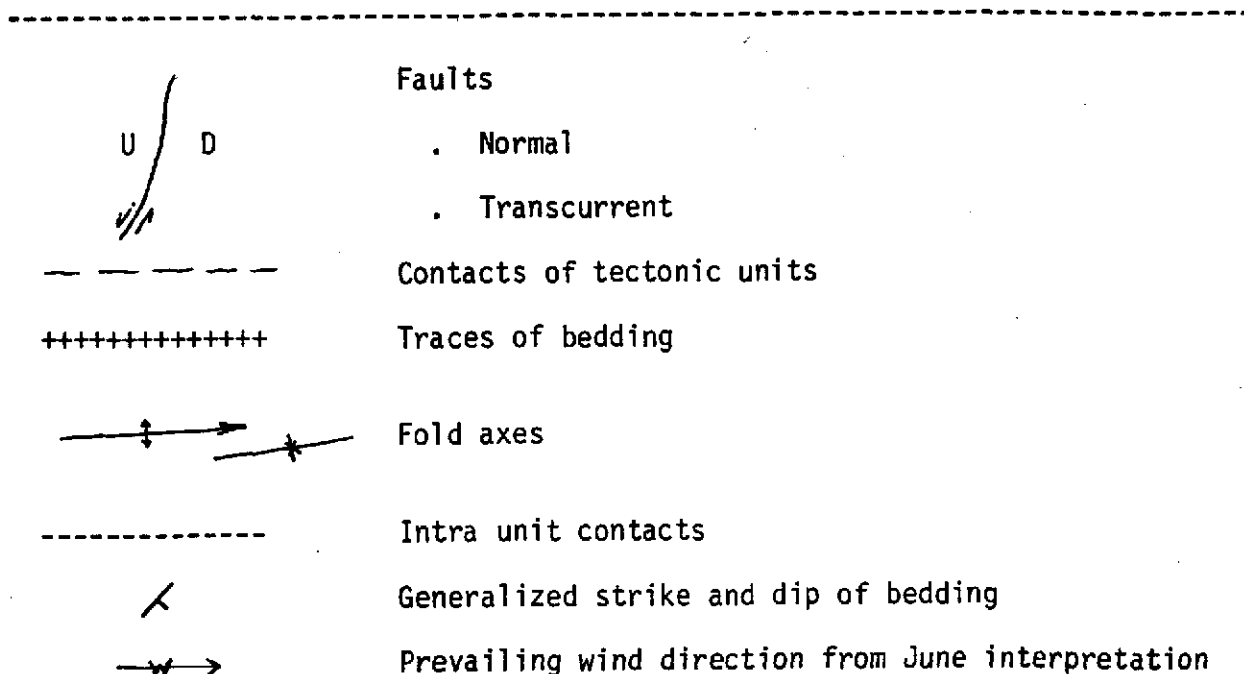 Faults
U D . Normal
. Transcurrent
Contacts of tectonic units
+++++++++++++ Traces of bedding
Fold axes
Intra unit contacts
Generalized strike and dip of bedding
W Prevailing wind direction from June interpretation